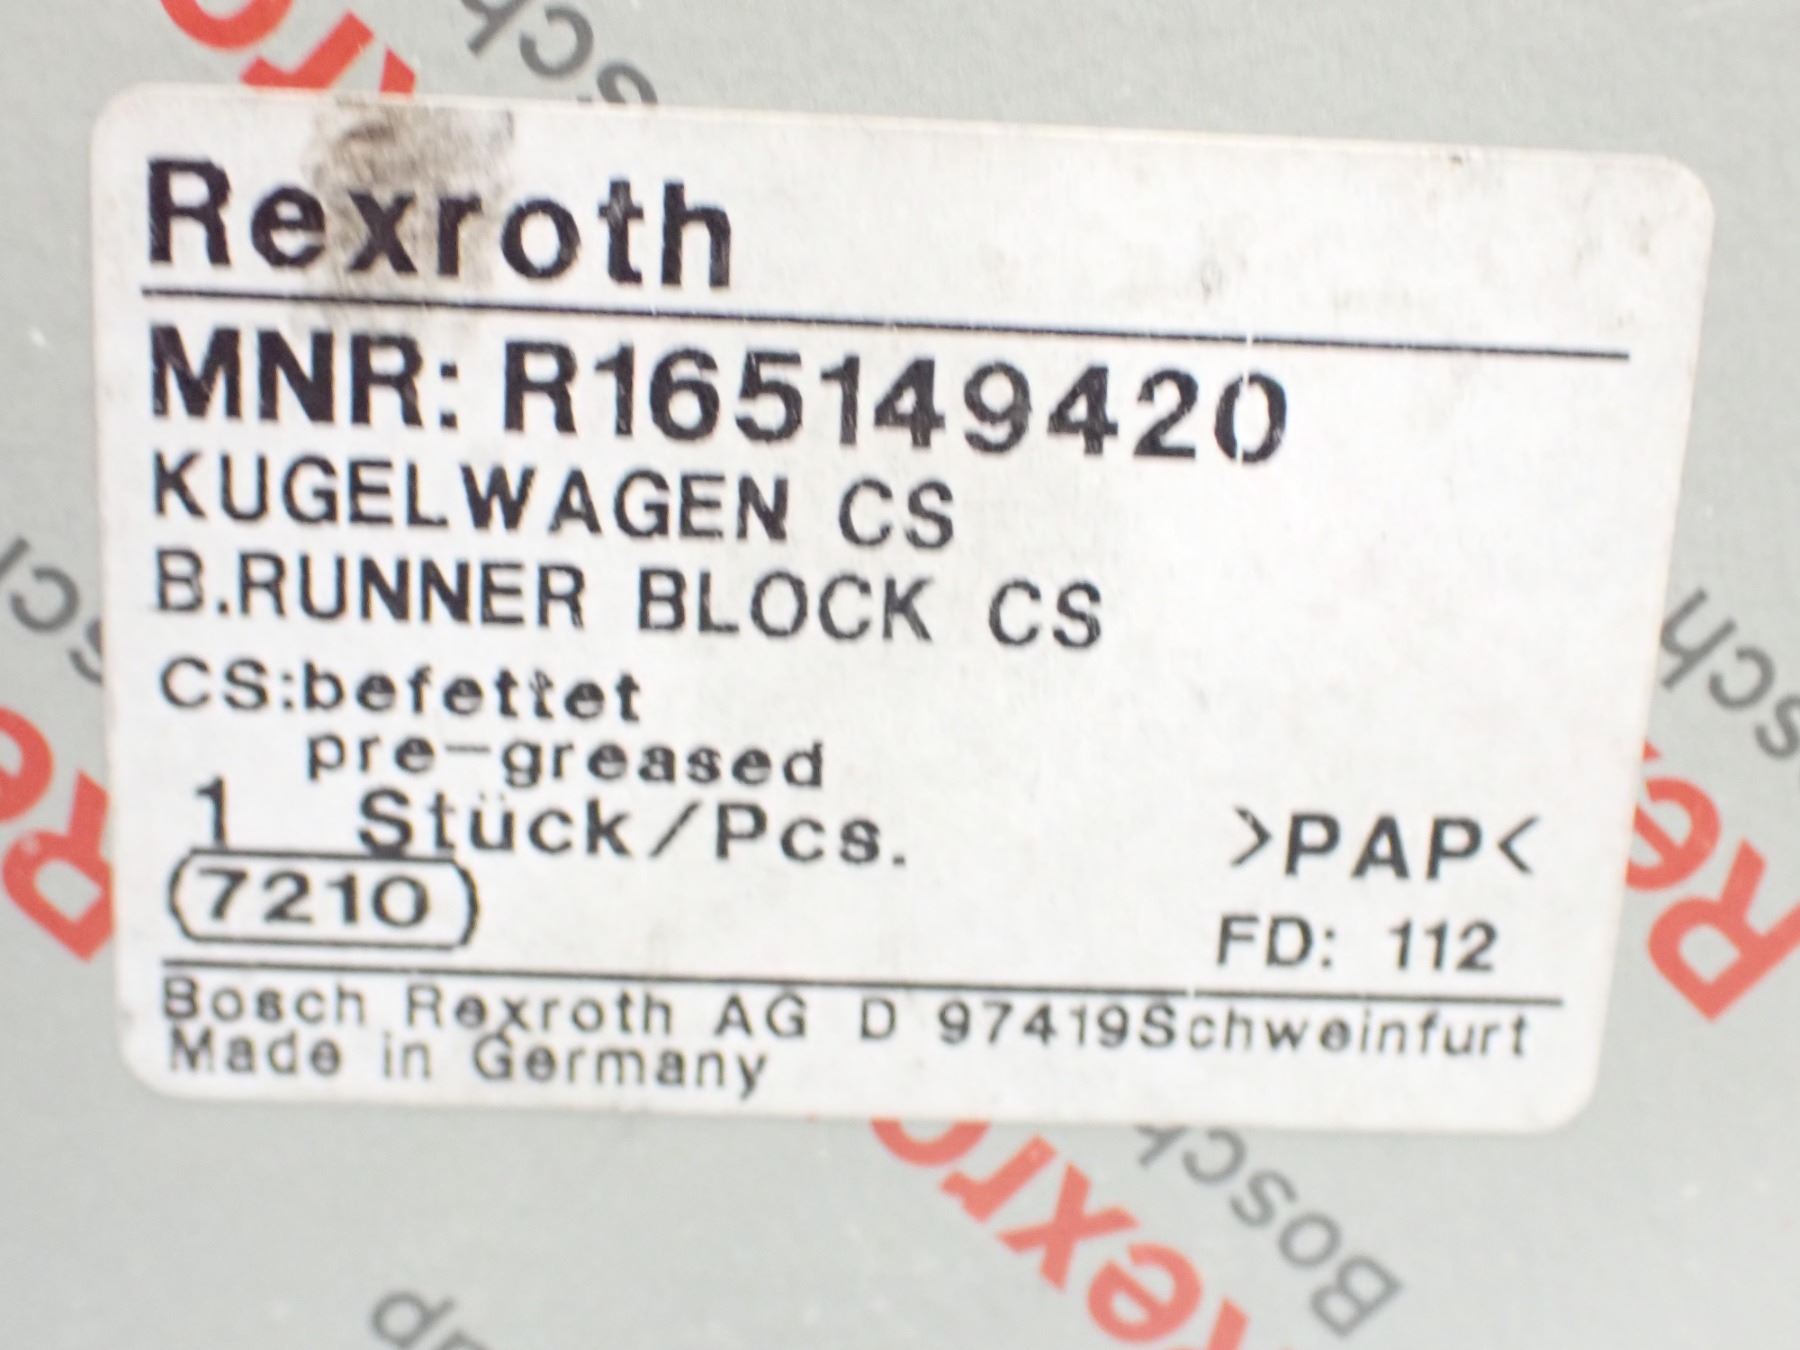 Rexroth
MNR: R165149420
KUGELWAGEN CS
B.RUNNER BLOCK CS
CS:befettet
pre-greased
1 Stück/Pcs.
>PAP<
7210
FD: 112
Bosch Rexroth AG D 97419Schweinfurt
Made in Germany
Bosch